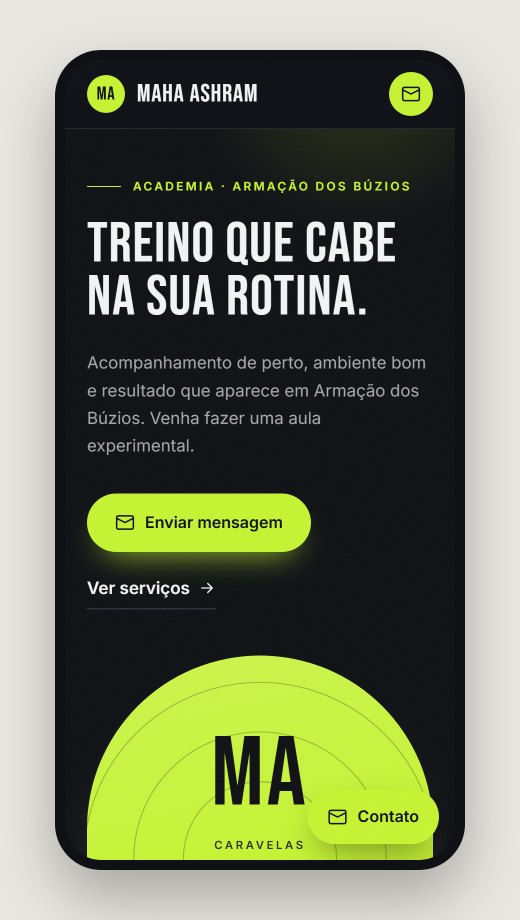 MA MAHA ASHRAM
ACADEMIA · ARMAÇÃO DOS BÚZIOS
TREINO QUE CABE
NA SUA ROTINA.
Acompanhamento de perto, ambiente bom
e resultado que aparece em Armação dos
Búzios. Venha fazer uma aula
experimental.
Enviar mensagem
Ver serviços →
MA
Contato
CARAVELAS